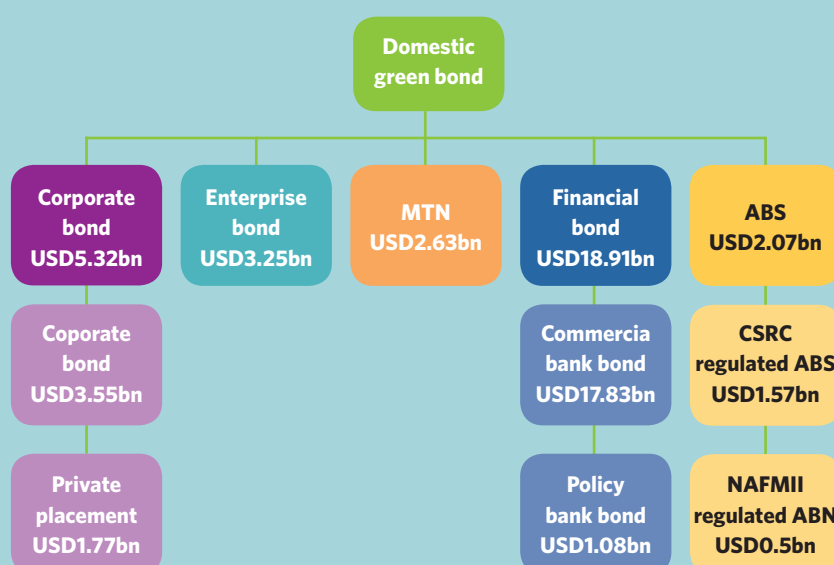 Domestic
green bond
Corporate
bond
USD5.32bn
Enterprise
bond
USD3.25bn
MTN
USD2.63bn
Financial
bond
USD18.91bn
ABS
USD2.07bn
Coporate
bond
USD3.55bn
Commercia
bank bond
USD17.83bn
CSRC
regulated ABS
USD1.57bn
Private
placement
USD1.77bn
Policy
bank bond
USD1.08bn
NAFMII
regulated ABN
USD0.5bn